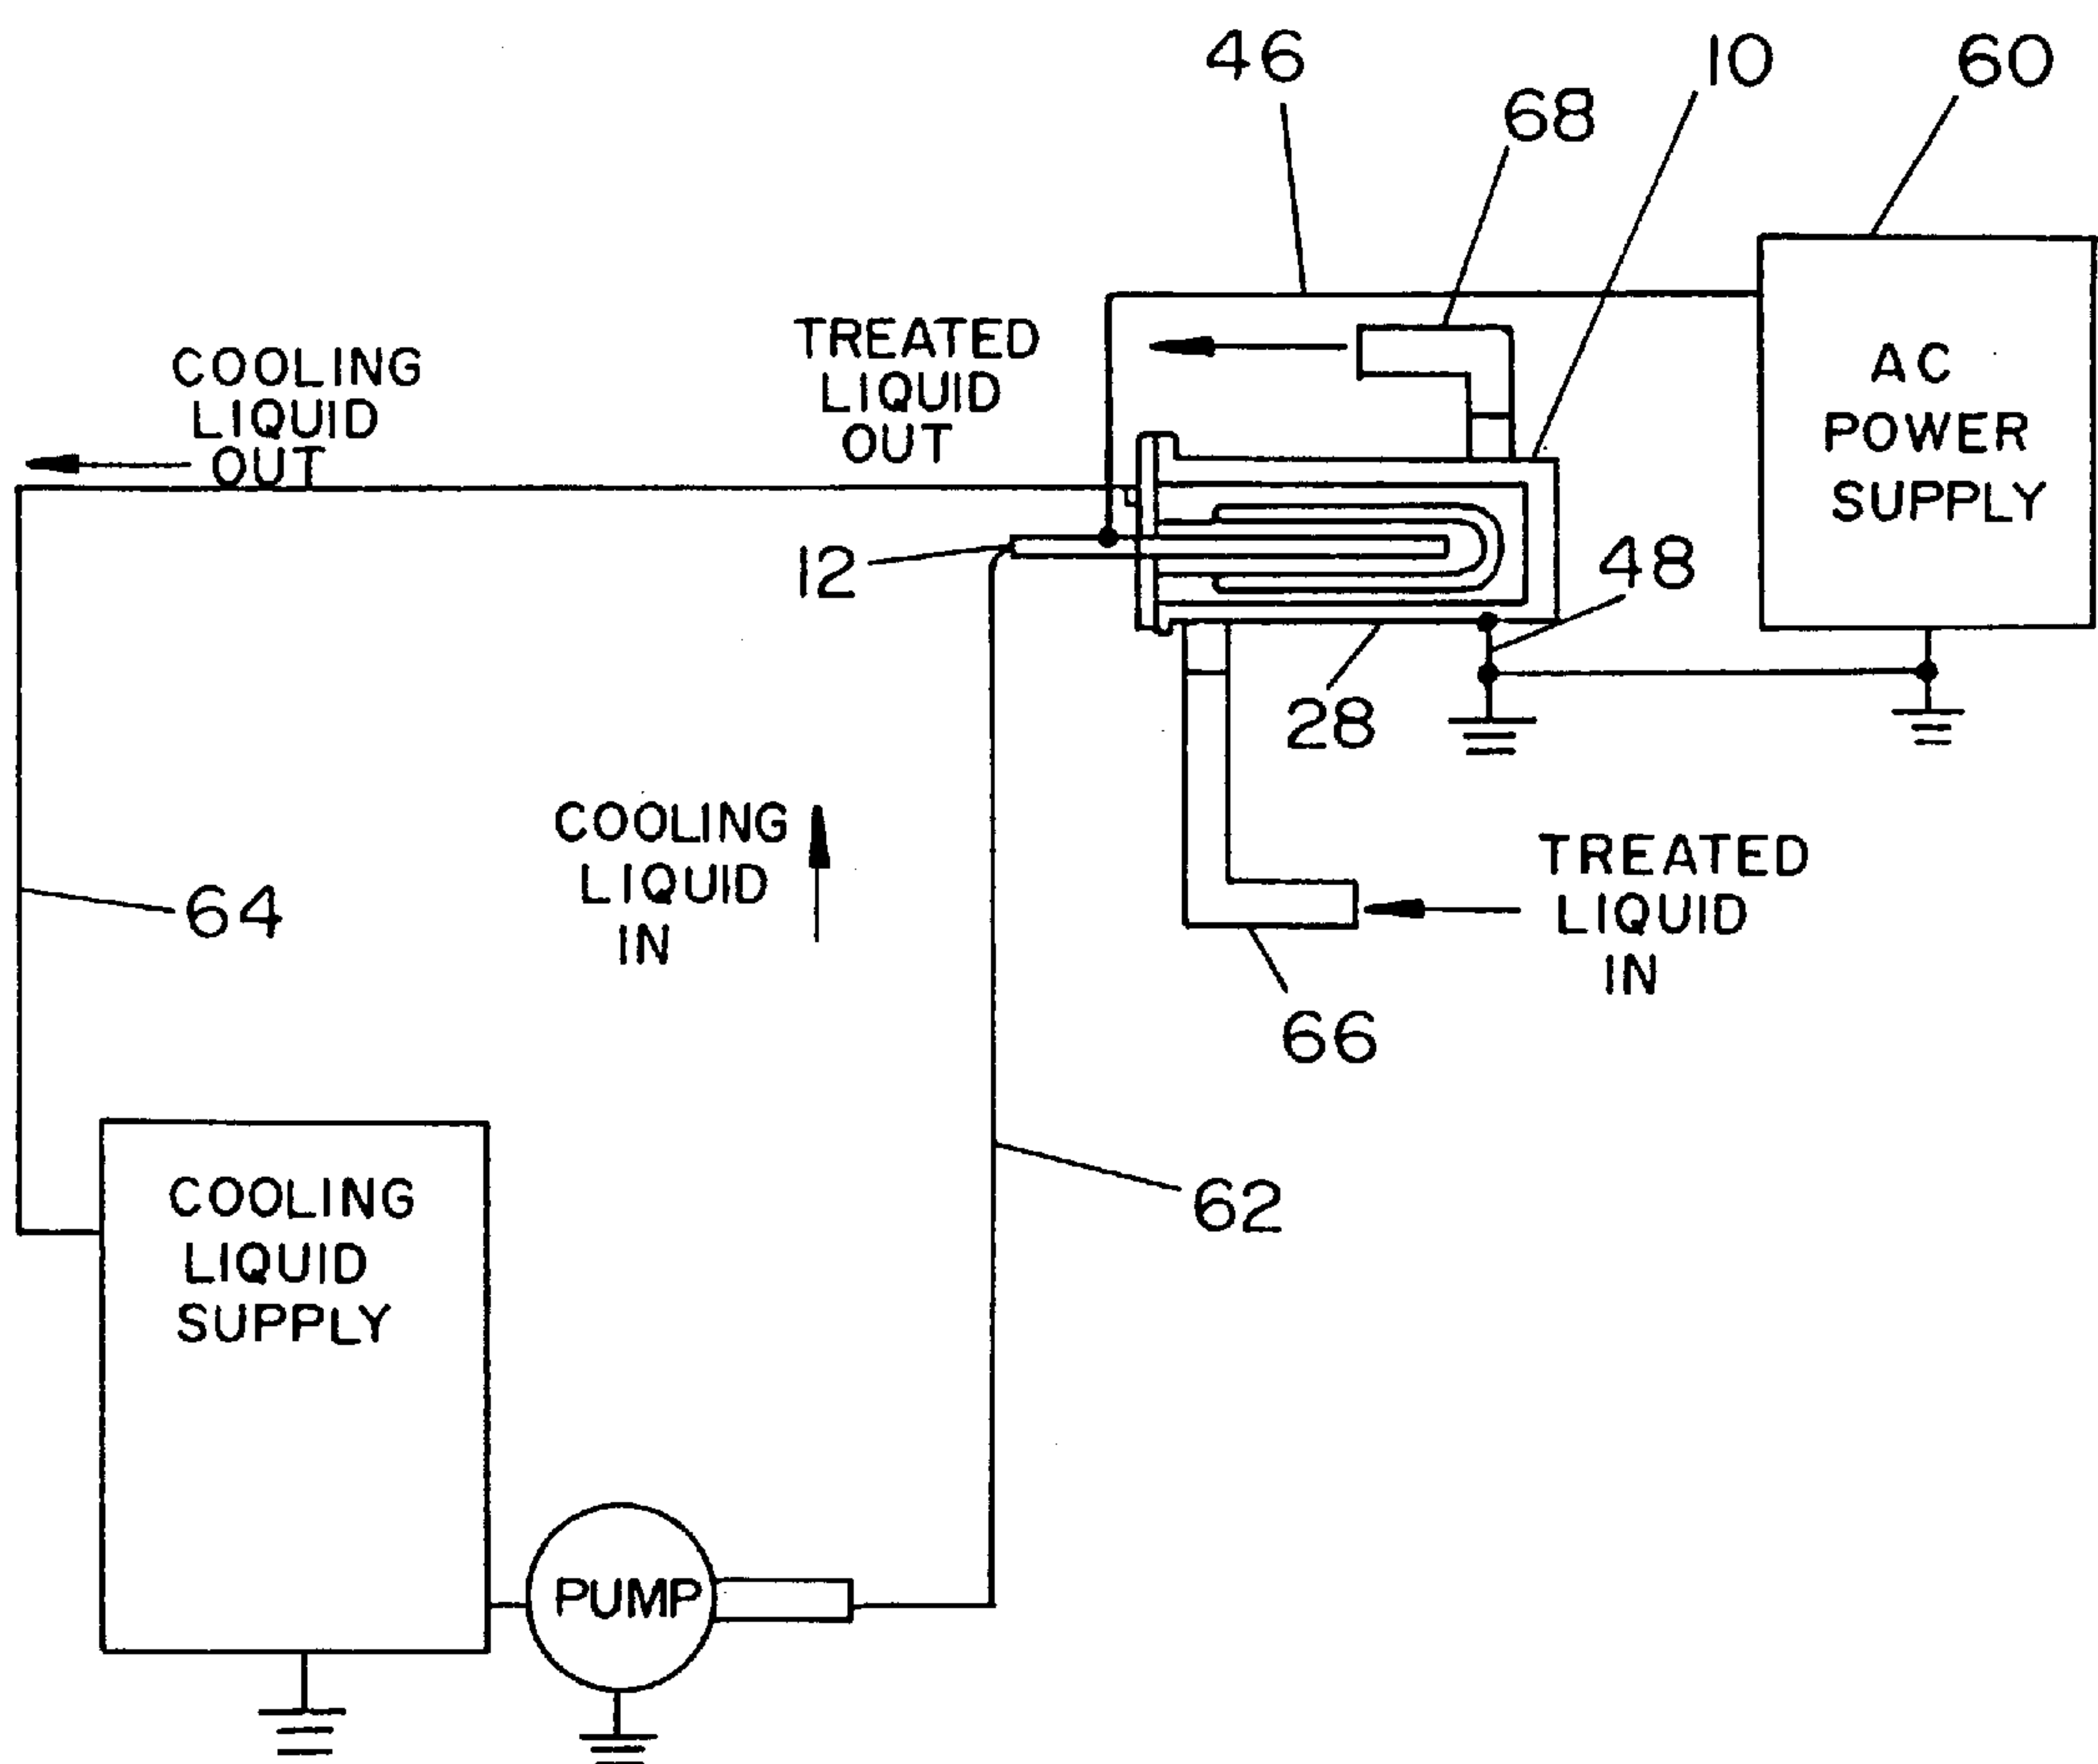 46
10
60
68
COOLING
LIQUID
OUT
TREATED
LIQUID
OUT
AC
POWER
SUPPLY
12
48
28
COOLING
LIQUID
IN
TREATED
LIQUID
IN
64
66
COOLING
LIQUID
SUPPLY
62
PUMP